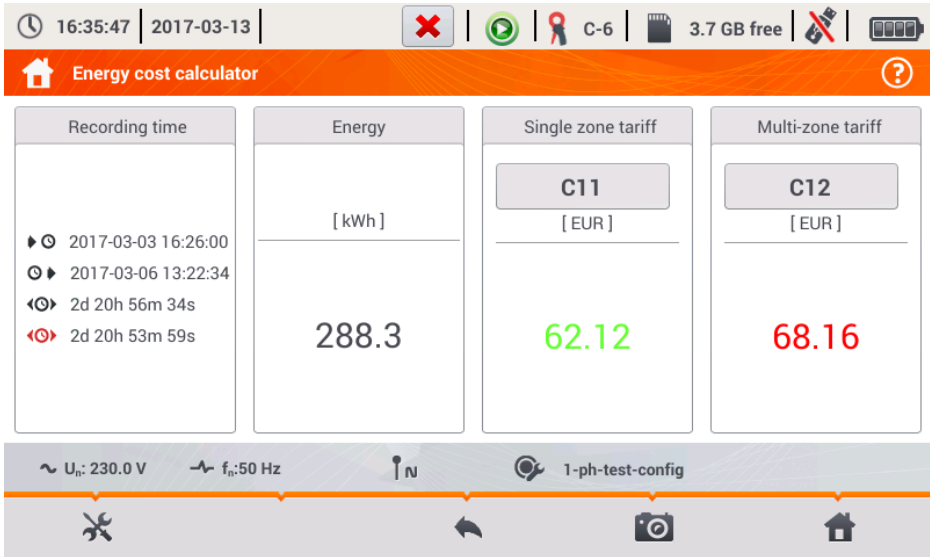 16:35:47 2017-03-13 C-6 3.7 GB free
Energy cost calculator ?
Recording time
2017-03-03 16:26:00
2017-03-06 13:22:34
2d 20h 56m 34s
2d 20h 53m 59s
Energy
[ kWh ]
288.3
Single zone tariff
C11
[ EUR ]
62.12
Multi-zone tariff
C12
[ EUR ]
68.16
Uₙ: 230.0 V fₙ:50 Hz N 1-ph-test-config